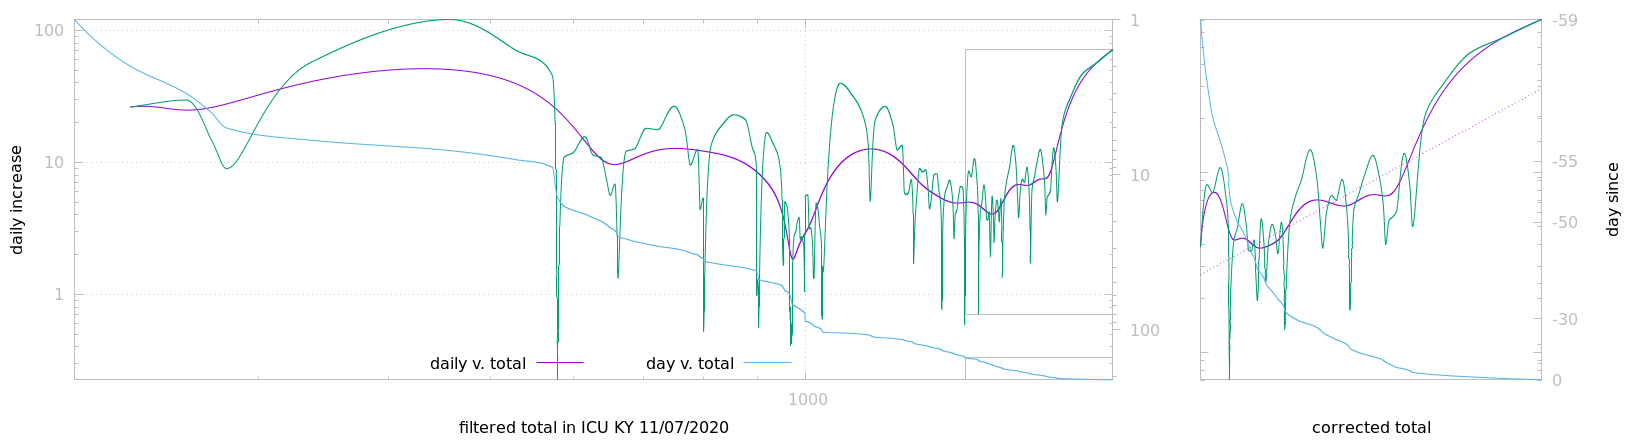 100
10
1
daily increase
daily v. total
day v. total
1000
filtered total in ICU KY 11/07/2020
1
10
100
-59
-55
-50
-30
0
day since
corrected total